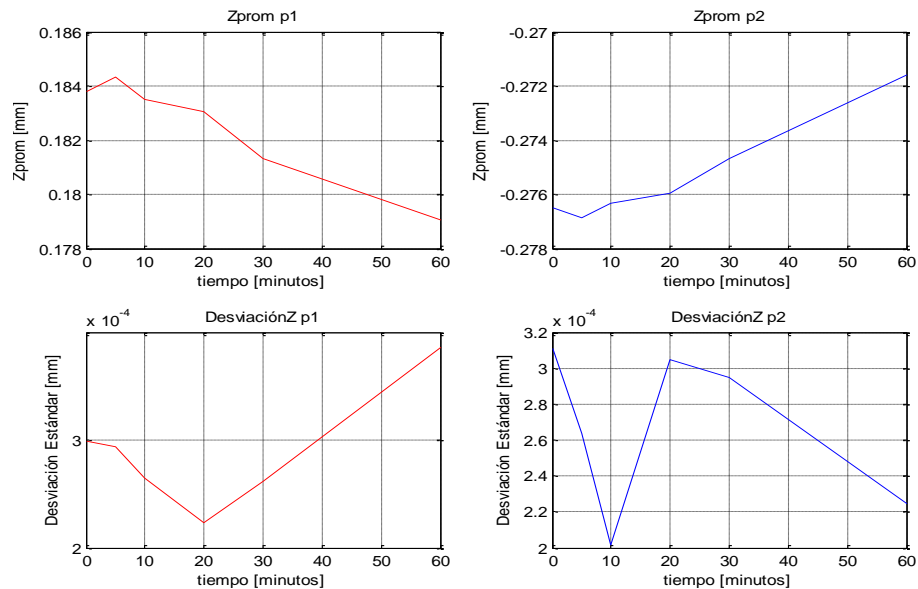 Zprom p1
Zprom [mm]
0.186
0.184
0.182
0.18
0.178
0 10 20 30 40 50 60
tiempo [minutos]
Zprom p2
Zprom [mm]
-0.27
-0.272
-0.274
-0.276
-0.278
0 10 20 30 40 50 60
tiempo [minutos]
DesviaciónZ p1
x 10^-4
Desviación Estándar [mm]
3
2
0 10 20 30 40 50 60
tiempo [minutos]
DesviaciónZ p2
x 10^-4
Desviación Estándar [mm]
3.2
3
2.8
2.6
2.4
2.2
2
0 10 20 30 40 50 60
tiempo [minutos]